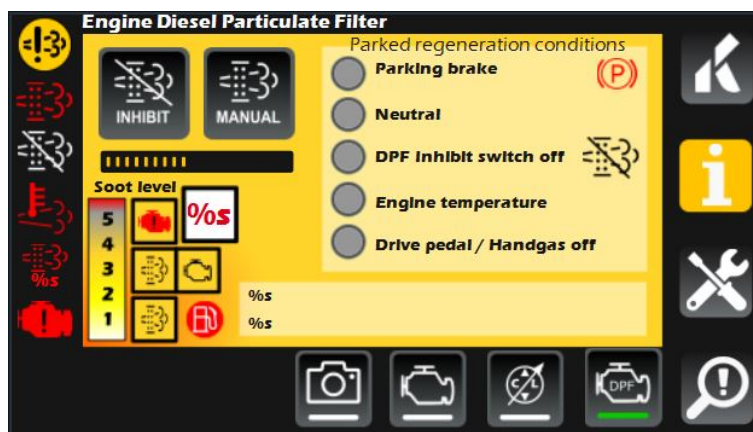 Engine Diesel Particulate Filter
INHIBIT
MANUAL
Parked regeneration conditions
Parking brake
(P)
Neutral
DPF Inhibit switch off
Engine temperature
Drive pedal / Handgas off
Soot level
5
4
3
2
1
%s
%s
%s
%s
C L
DPF